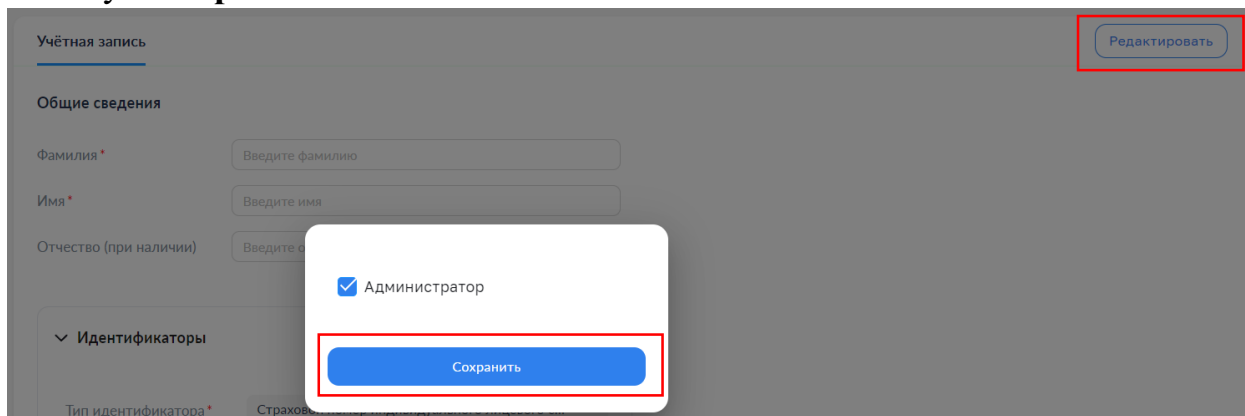 Учётная запись
Редактировать
Общие сведения
Фамилия *
Введите фамилию
Имя *
Введите имя
Отчество (при наличии)
Введите
Администратор
Идентификаторы
Сохранить
Тип идентификатора *